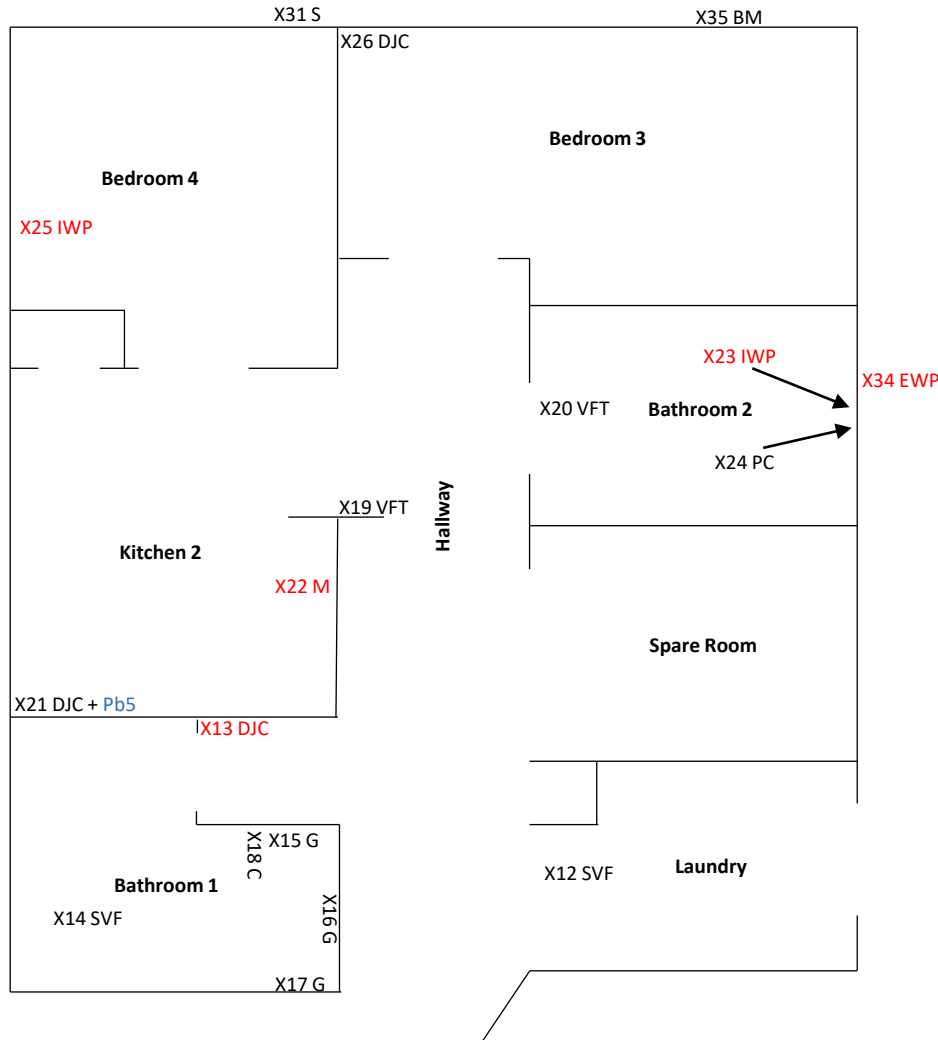 X31 S
X35 BM
X26 DJC
Bedroom 3
Bedroom 4
X25 IWP
X23 IWP
X34 EWP
X20 VFT
Bathroom 2
X24 PC
X19 VFT
Hallway
Kitchen 2
X22 M
Spare Room
X21 DJC + Pb5
X13 DJC
X15 G
X18 C
X12 SVF
Laundry
Bathroom 1
X14 SVF
X16 G
X17 G